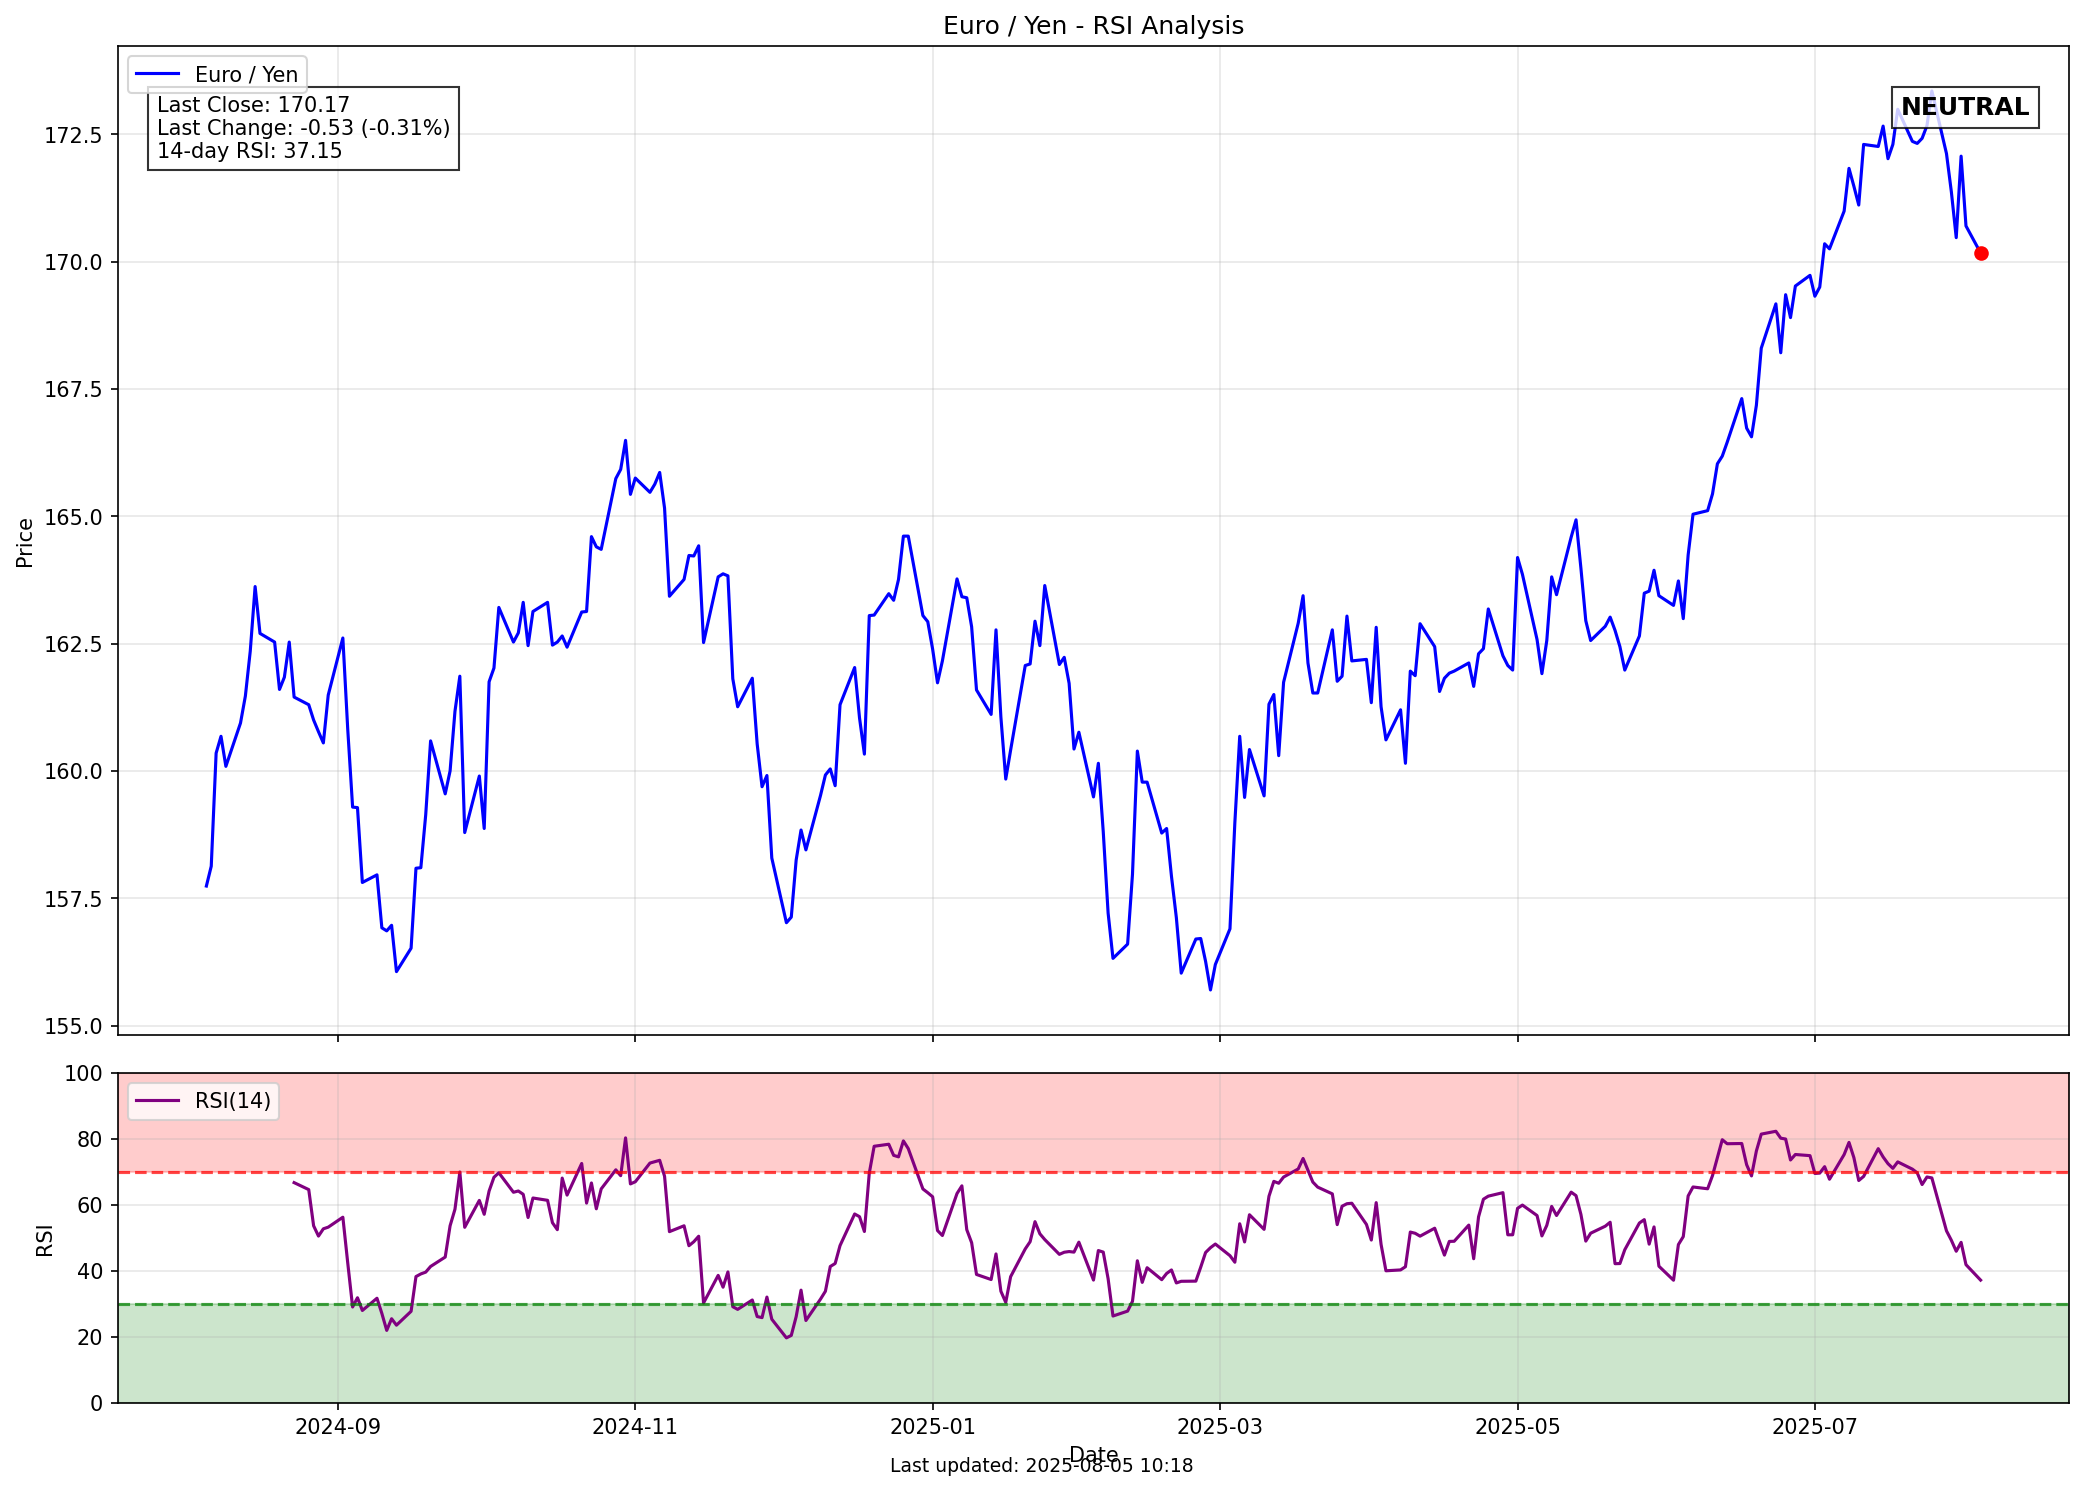 Euro / Yen - RSI Analysis
Euro / Yen
Last Close: 170.17
Last Change: -0.53 (-0.31%)
14-day RSI: 37.15
NEUTRAL
Price
172.5
170.0
167.5
165.0
162.5
160.0
157.5
155.0
RSI(14)
RSI
100
80
60
40
20
0
2024-09
2024-11
2025-01
2025-03
2025-05
2025-07
Date
Last updated: 2025-08-05 10:18